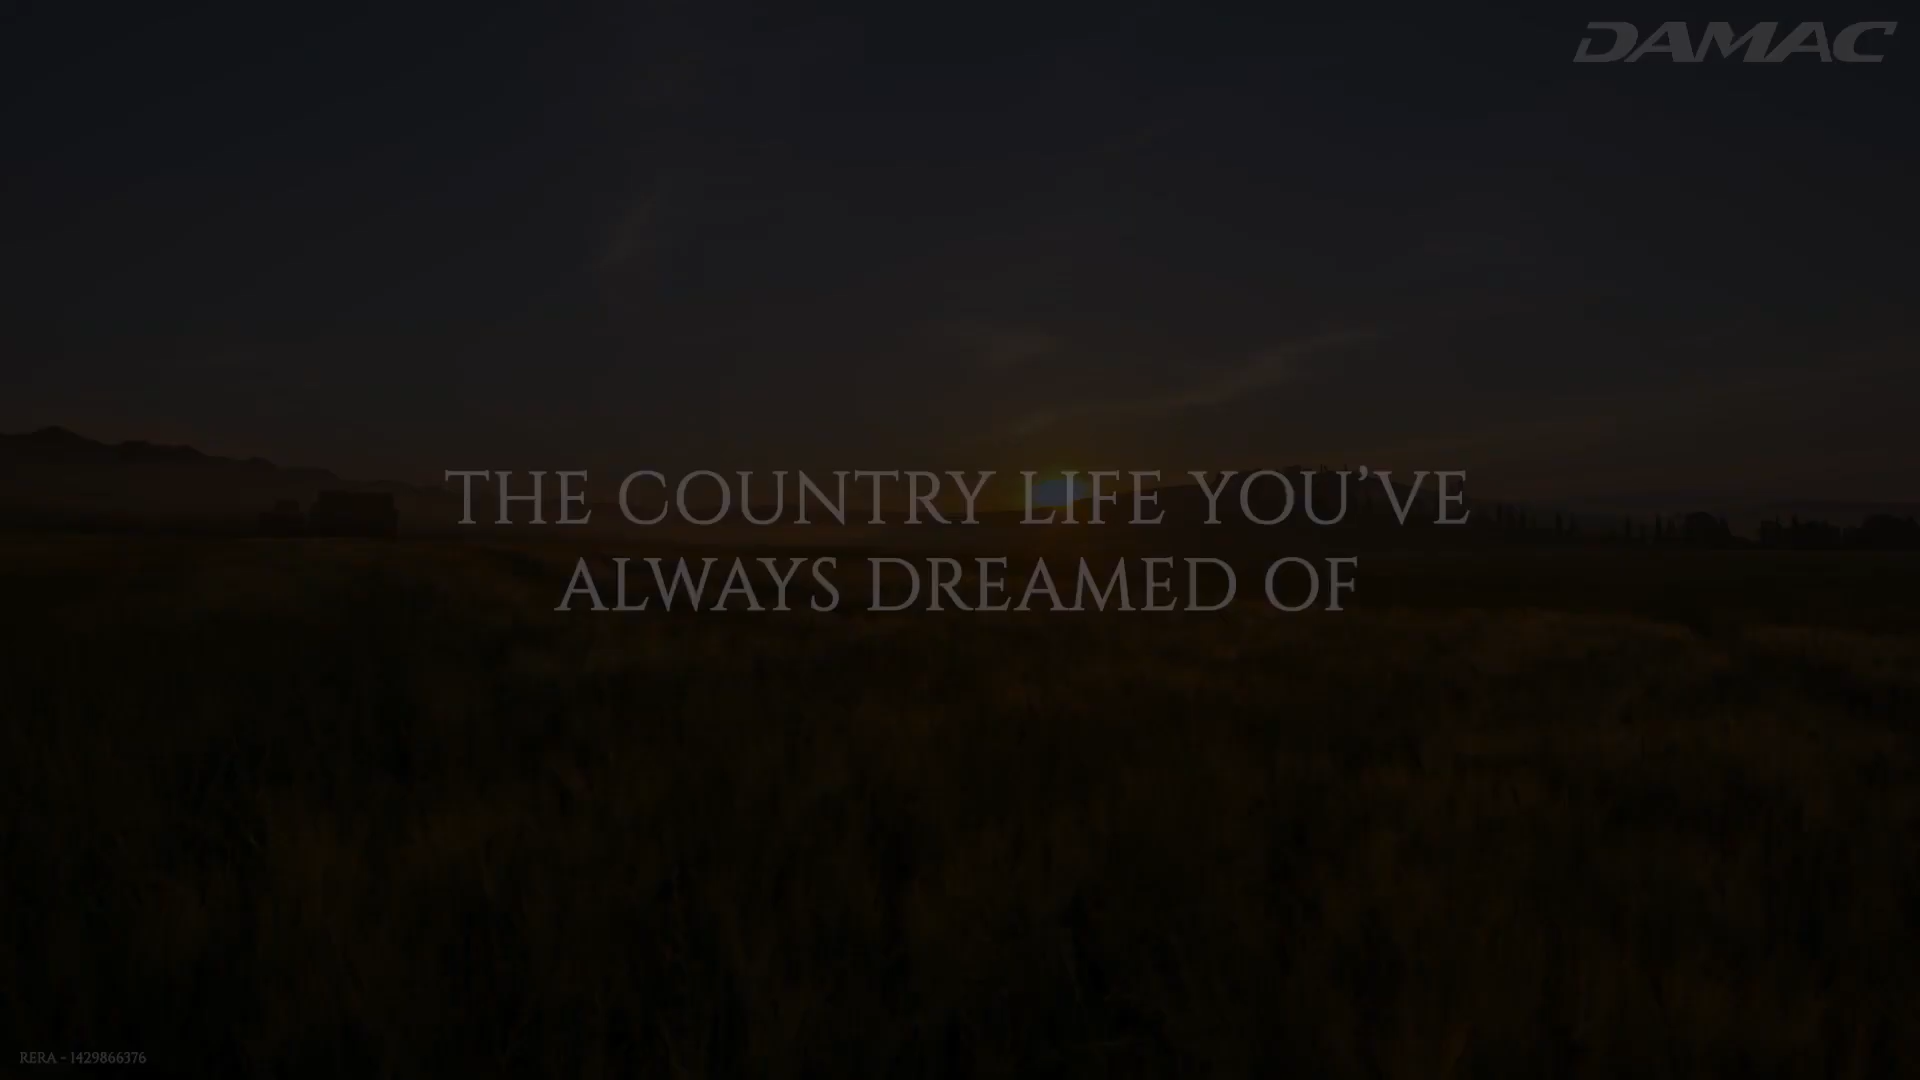 DAMAC
THE COUNTRY LIFE YOU'VE
ALWAYS DREAMED OF
RERA - 1429866376